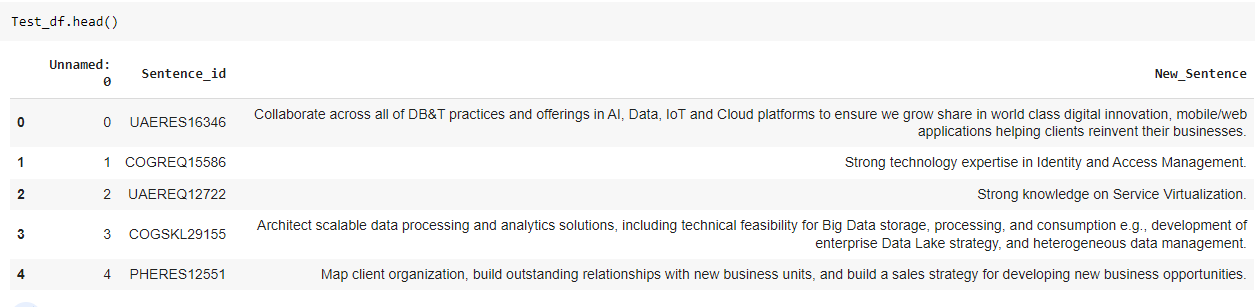 Test_df.head()
Unnamed: 0 Sentence_id New_Sentence
0 0 UAERES16346 Collaborate across all of DB&T practices and offerings in AI, Data, IoT and Cloud platforms to ensure we grow share in world class digital innovation, mobile/web
applications helping clients reinvent their businesses.
1 1 COGREQ15586 Strong technology expertise in Identity and Access Management.
2 2 UAEREQ12722 Strong knowledge on Service Virtualization.
3 3 COGSKL29155 Architect scalable data processing and analytics solutions, including technical feasibility for Big Data storage, processing, and consumption e.g., development of
enterprise Data Lake strategy, and heterogeneous data management.
4 4 PHERES12551 Map client organization, build outstanding relationships with new business units, and build a sales strategy for developing new business opportunities.